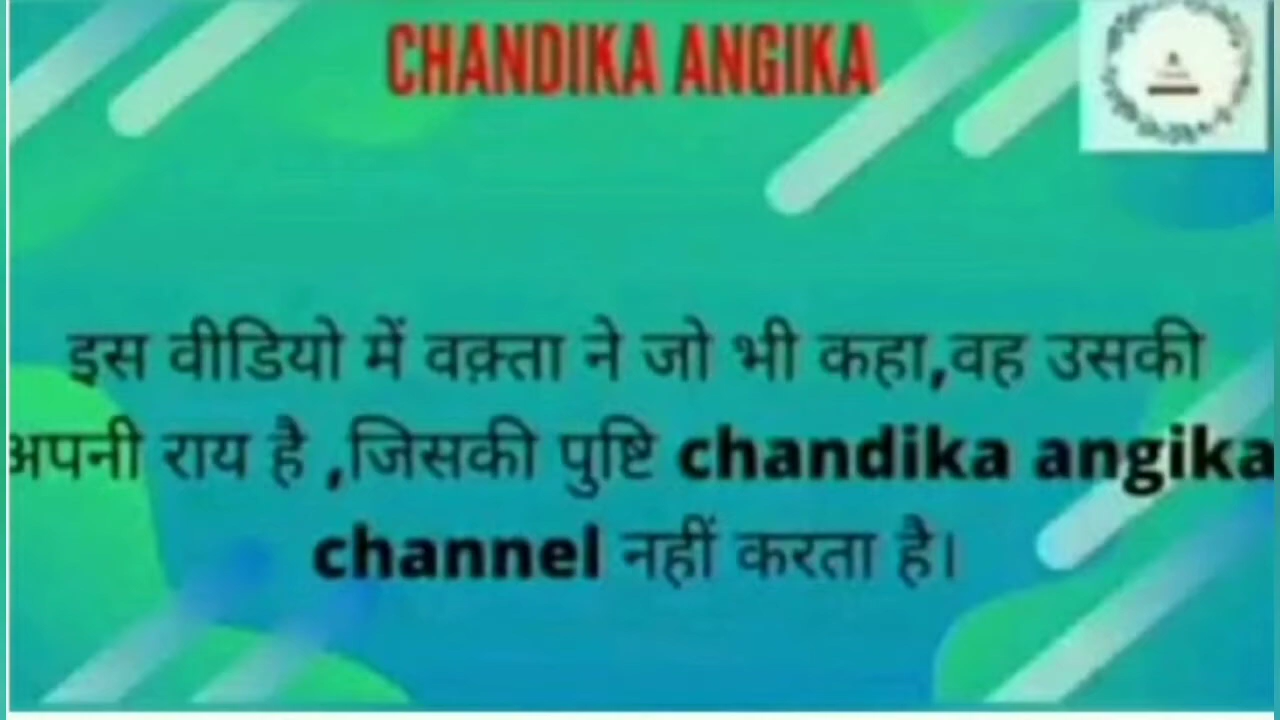 CHANDIKA ANGIKA
इस वीडियो में वक़्ता ने जो भी कहा,वह उसकी
अपनी राय है ,जिसकी पुष्टि chandika angika
channel नहीं करता है।